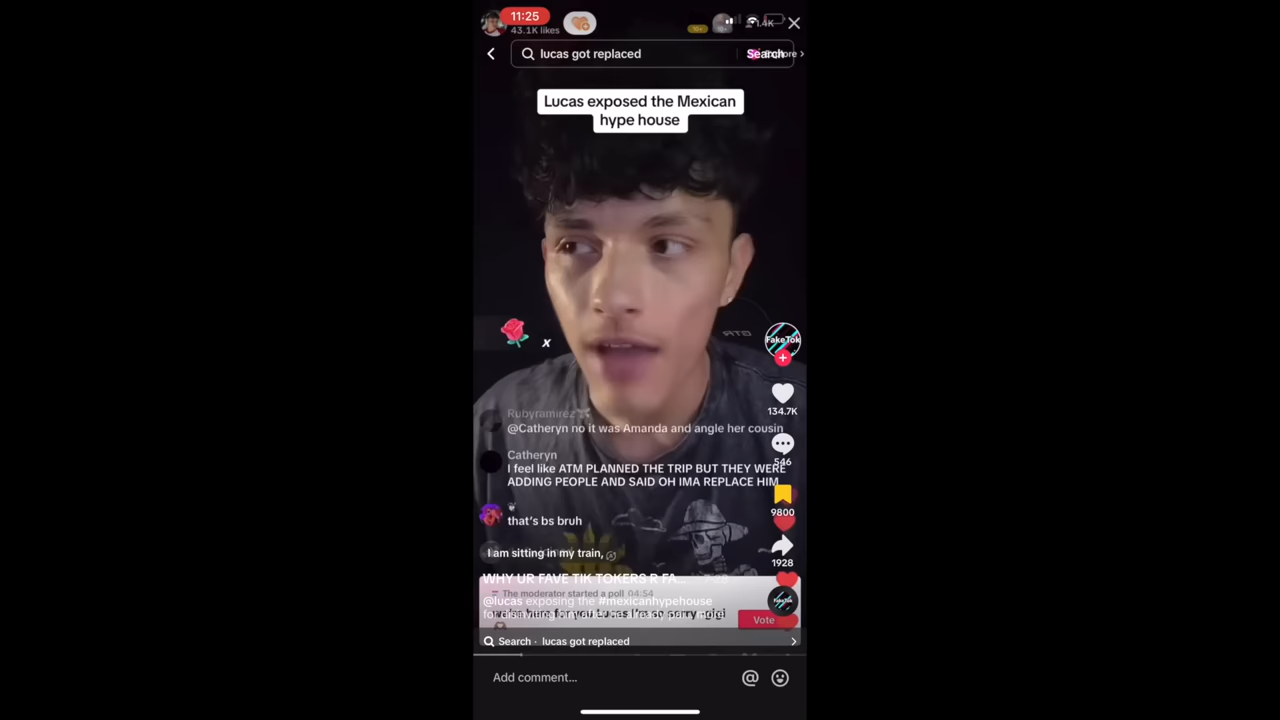 11:25
43.1K likes
1.4K
lucas got replaced
Search
Lucas exposed the Mexican
hype house
x
FakeTok
134.7K
Rubyramirez
@Catheryn no it was Amanda and angle her cousin
Catheryn
I feel like ATM PLANNED THE TRIP BUT THEY WERE
ADDING PEOPLE AND SAID OH IMA REPLACE HIM
546
9800
that's bs bruh
I am sitting in my train,
1928
WHY UR FAVE TIK TOKERS R FA...
The moderator started a poll 04:54
@lucas exposing the #mexicanhypehouse
Vote
Search · lucas got replaced
Add comment...